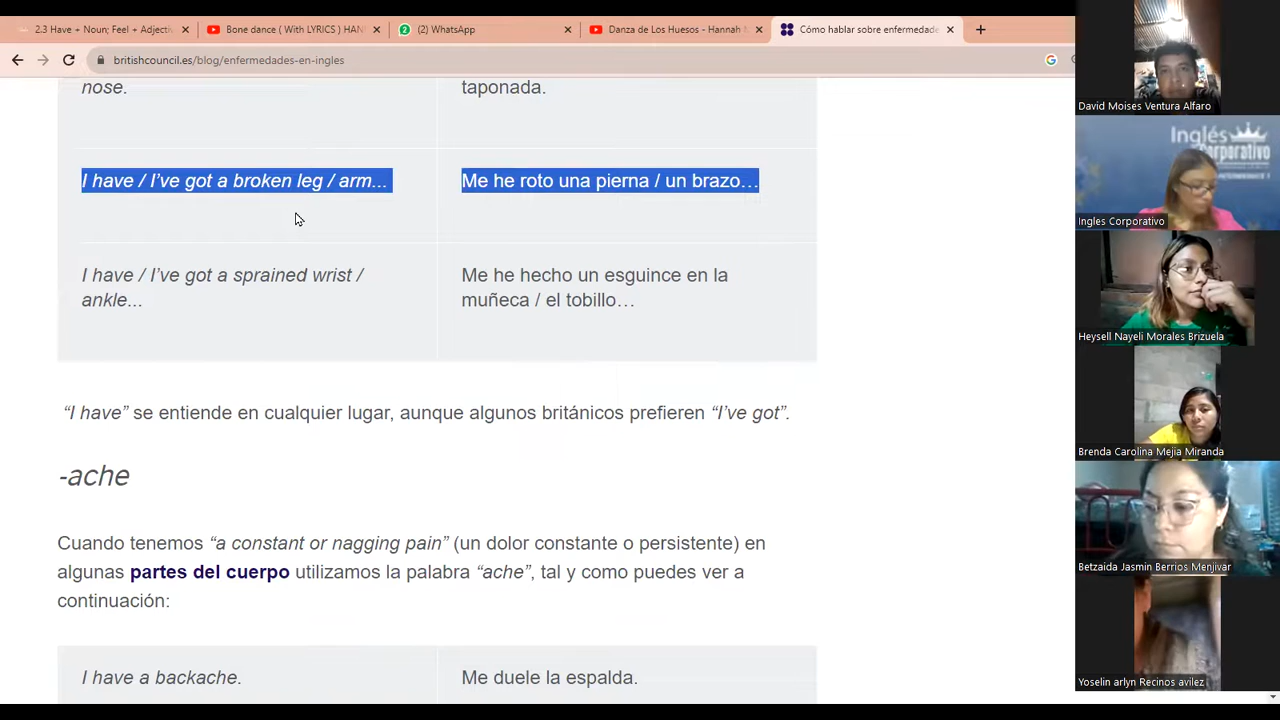 2.3 Have + Noun; Feel + Adjecti
Bone dance ( With LYRICS ) HAN
2
(2) WhatsApp
Danza de Los Huesos - Hannah
Cómo hablar sobre enfermedade
britishcouncil.es/blog/enfermedades-en-ingles
nose.
taponada.
I have / I've got a broken leg / arm...
Me he roto una pierna / un brazo…
I have / I've got a sprained wrist /
ankle...
Me he hecho un esguince en la
muñeca / el tobillo…
“I have” se entiende en cualquier lugar, aunque algunos británicos prefieren “I've got”.
-ache
Cuando tenemos “a constant or nagging pain” (un dolor constante o persistente) en
algunas partes del cuerpo utilizamos la palabra “ache”, tal y como puedes ver a
continuación:
I have a backache.
Me duele la espalda.
David Moises Ventura Alfaro
Inglés
Corporativo
Ingles Corporativo
Heysell Nayeli Morales Brizuela
Brenda Carolina Mejia Miranda
Betzaida Jasmin Berrios Menjivar
Yoselin arlyn Recinos avilez